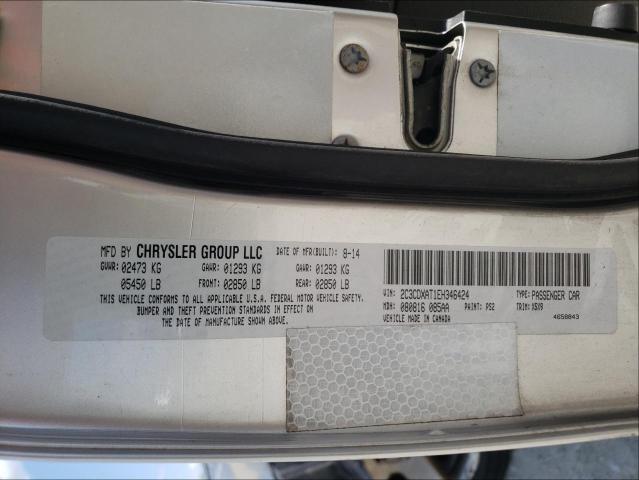 MFD BY CHRYSLER GROUP LLC DATE OF MFR(BUILT): 8-14
GVWR: 02473 KG GAWR: 01293 KG GAWR: 01293 KG
05450 LB FRONT: 02850 LB REAR: 02850 LB
THIS VEHICLE CONFORMS TO ALL APPLICABLE U.S.A. FEDERAL MOTOR VEHICLE SAFETY,
BUMPER AND THEFT PREVENTION STANDARDS IN EFFECT ON
THE DATE OF MANUFACTURE SHOWN ABOVE.
VIN: 2C3CDXAT1EH346424 TYPE: PASSENGER CAR
MDH: 080816 085AA PAINT: PS2 TRIM: X5X9
VEHICLE MADE IN CANADA 4658843